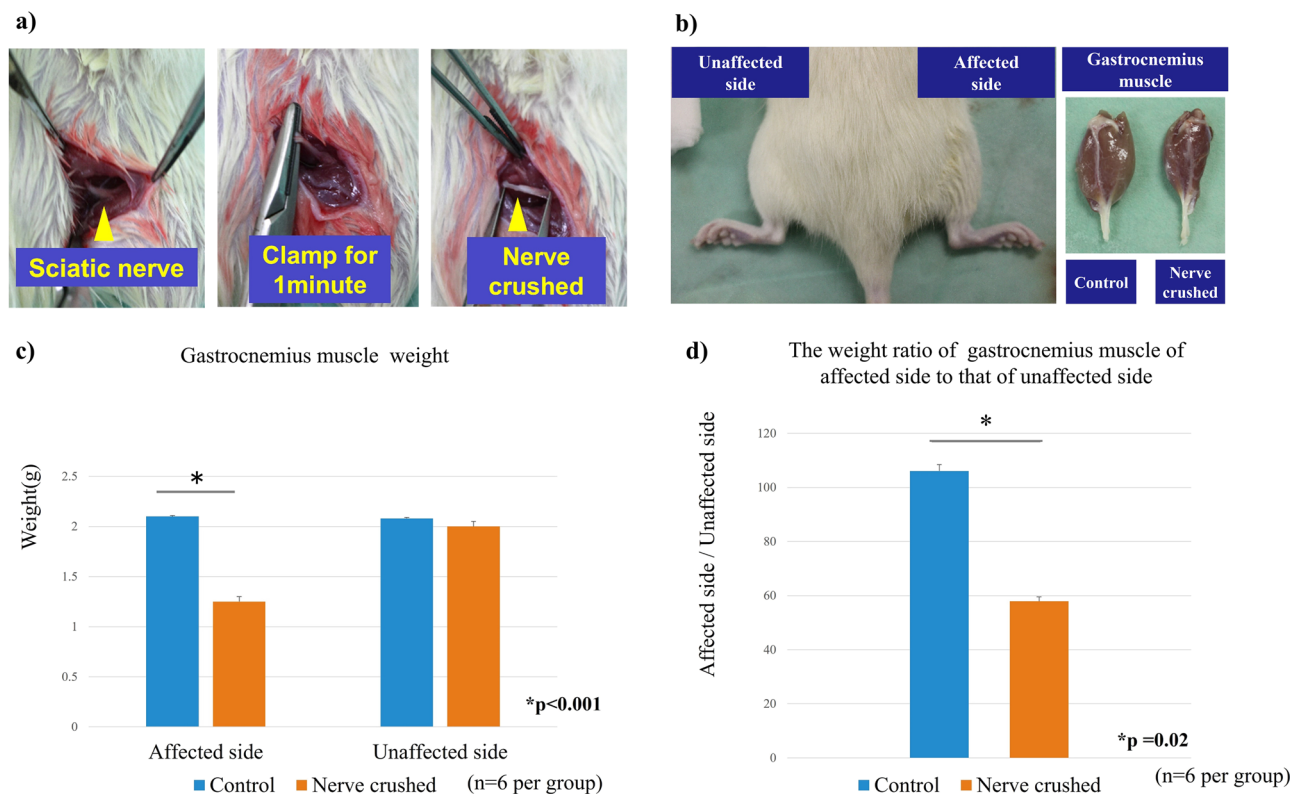 a)
Sciatic nerve
Clamp for
1minute
Nerve
crushed
b)
Unaffected
side
Affected
side
Gastrocnemius
muscle
Control
Nerve
crushed
c)
Gastrocnemius muscle weight
Weight(g)
2.5
2
1.5
1
0.5
0
*
*p<0.001
Affected side
Unaffected side
Control
Nerve crushed
(n=6 per group)
d)
The weight ratio of gastrocnemius muscle of
affected side to that of unaffected side
Affected side / Unaffected side
120
100
80
60
40
20
0
*
*p =0.02
Control
Nerve crushed
(n=6 per group)